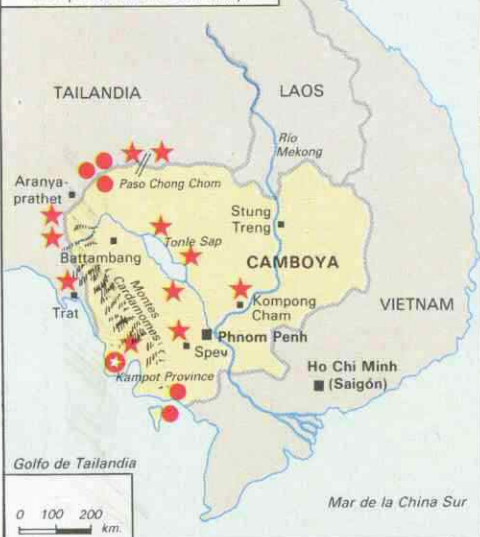 TAILANDIA
LAOS
Río
Mekong
Paso Chong Chom
Aranya-
prathet
Stung
Treng
Tonle Sap
Battambang
CAMBOYA
Montes
Cardamomes
Kompong
Cham
VIETNAM
Trat
Phnom Penh
Speu
Ho Chi Minh
(Saigón)
Kampot Province
Golfo de Tailandia
Mar de la China Sur
0 100 200
km.